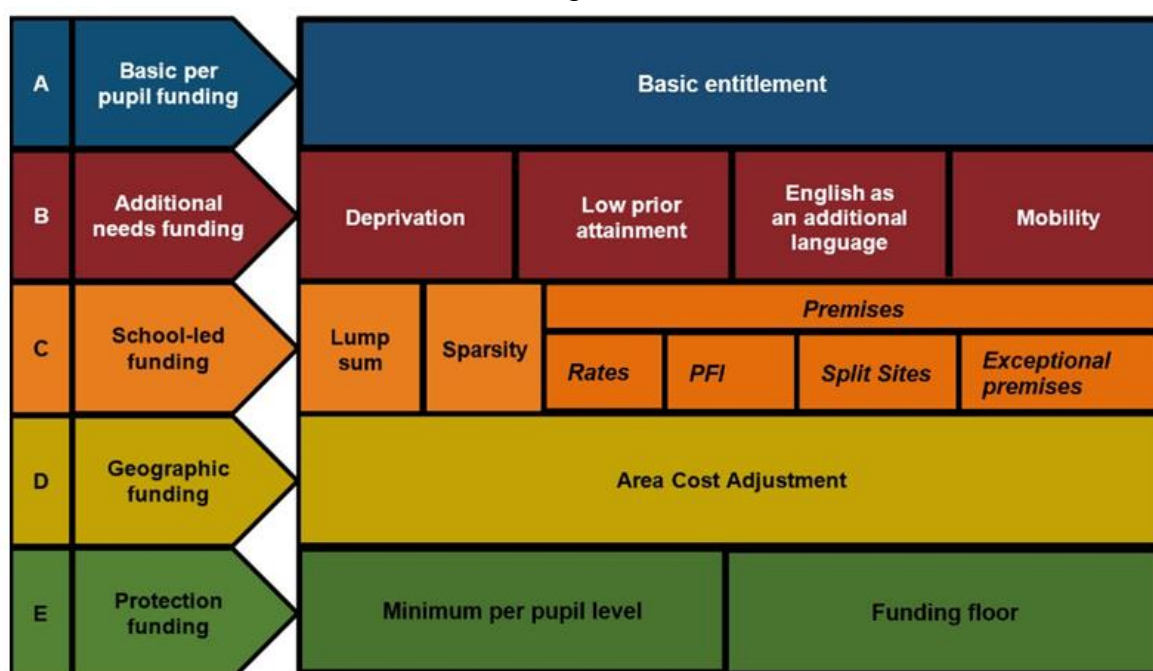 A
Basic per
pupil funding
Basic entitlement
B
Additional
needs funding
Deprivation
Low prior
attainment
English as
an additional
language
Mobility
C
School-led
funding
Lump
sum
Sparsity
Premises
Rates
PFI
Split Sites
Exceptional
premises
D
Geographic
funding
Area Cost Adjustment
E
Protection
funding
Minimum per pupil level
Funding floor